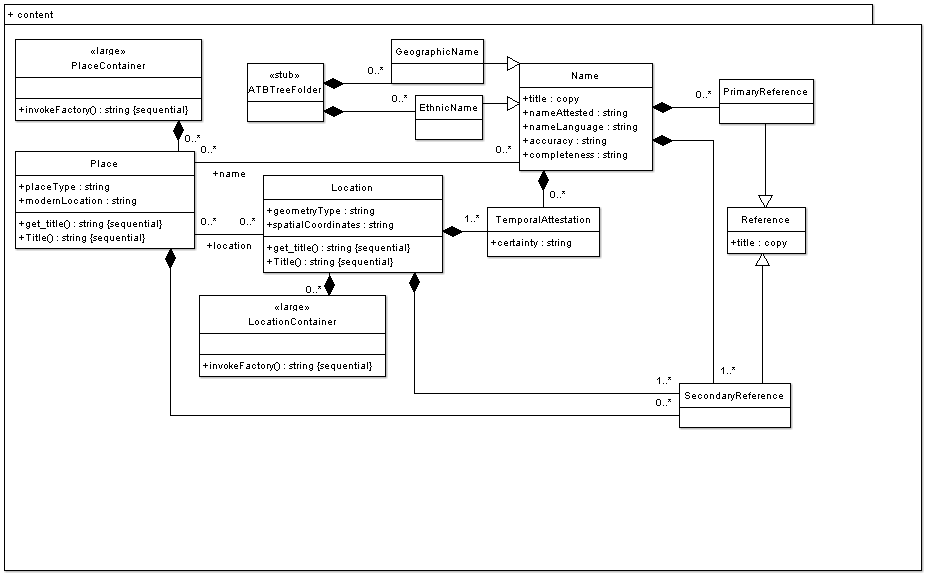 + content
«large»
PlaceContainer
+invokeFactory() : string {sequential}
0..*
«stub»
ATBTreeFolder
0..*
GeographicName
0..*
EthnicName
Name
+title : copy
+nameAttested : string
+nameLanguage : string
+accuracy : string
+completeness : string
0..*
PrimaryReference
Place
+placeType : string
+modernLocation : string
+get_title() : string {sequential}
+Title() : string {sequential}
0..*
+name
0..*
0..*
0..*
+location
Location
+geometryType : string
+spatialCoordinates : string
+get_title() : string {sequential}
+Title() : string {sequential}
1..*
0..*
TemporalAttestation
+certainty : string
Reference
+title : copy
0..*
«large»
LocationContainer
+invokeFactory() : string {sequential}
1..*
1..*
0..*
SecondaryReference